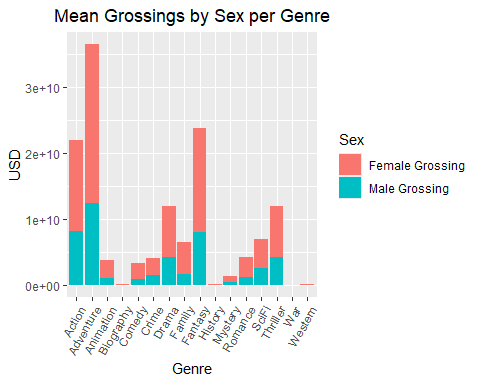 Mean Grossings by Sex per Genre
USD
3e+10
2e+10
1e+10
0e+00
Action
Adventure
Animation
Biography
Comedy
Crime
Drama
Family
Fantasy
History
Mystery
Romance
SciFi
Thriller
War
Western
Genre
Sex
Female Grossing
Male Grossing